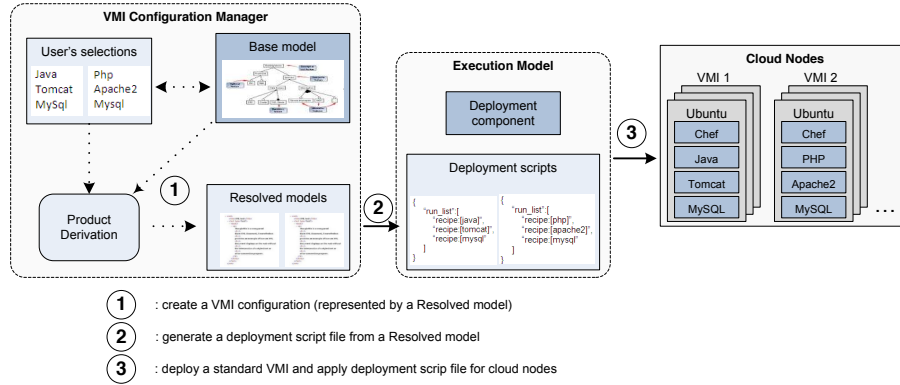 VMI Configuration Manager
User's selections
Java
Tomcat
MySql
Php
Apache2
Mysql
Base model
Product
Derivation
1
Resolved models
2
Execution Model
Deployment
component
Deployment scripts
{
"run_list":[
"recipe:[java]",
"recipe:[tomcat]",
"recipe:[mysql"
]
}
{
"run_list":[
"recipe:[php]",
"recipe:[apache2]",
"recipe:[mysql"
]
}
3
Cloud Nodes
VMI 1
Ubuntu
Chef
Java
Tomcat
MySQL
VMI 2
Ubuntu
Chef
PHP
Apache2
MySQL
...
1 : create a VMI configuration (represented by a Resolved model)
2 : generate a deployment script file from a Resolved model
3 : deploy a standard VMI and apply deployment scrip file for cloud nodes